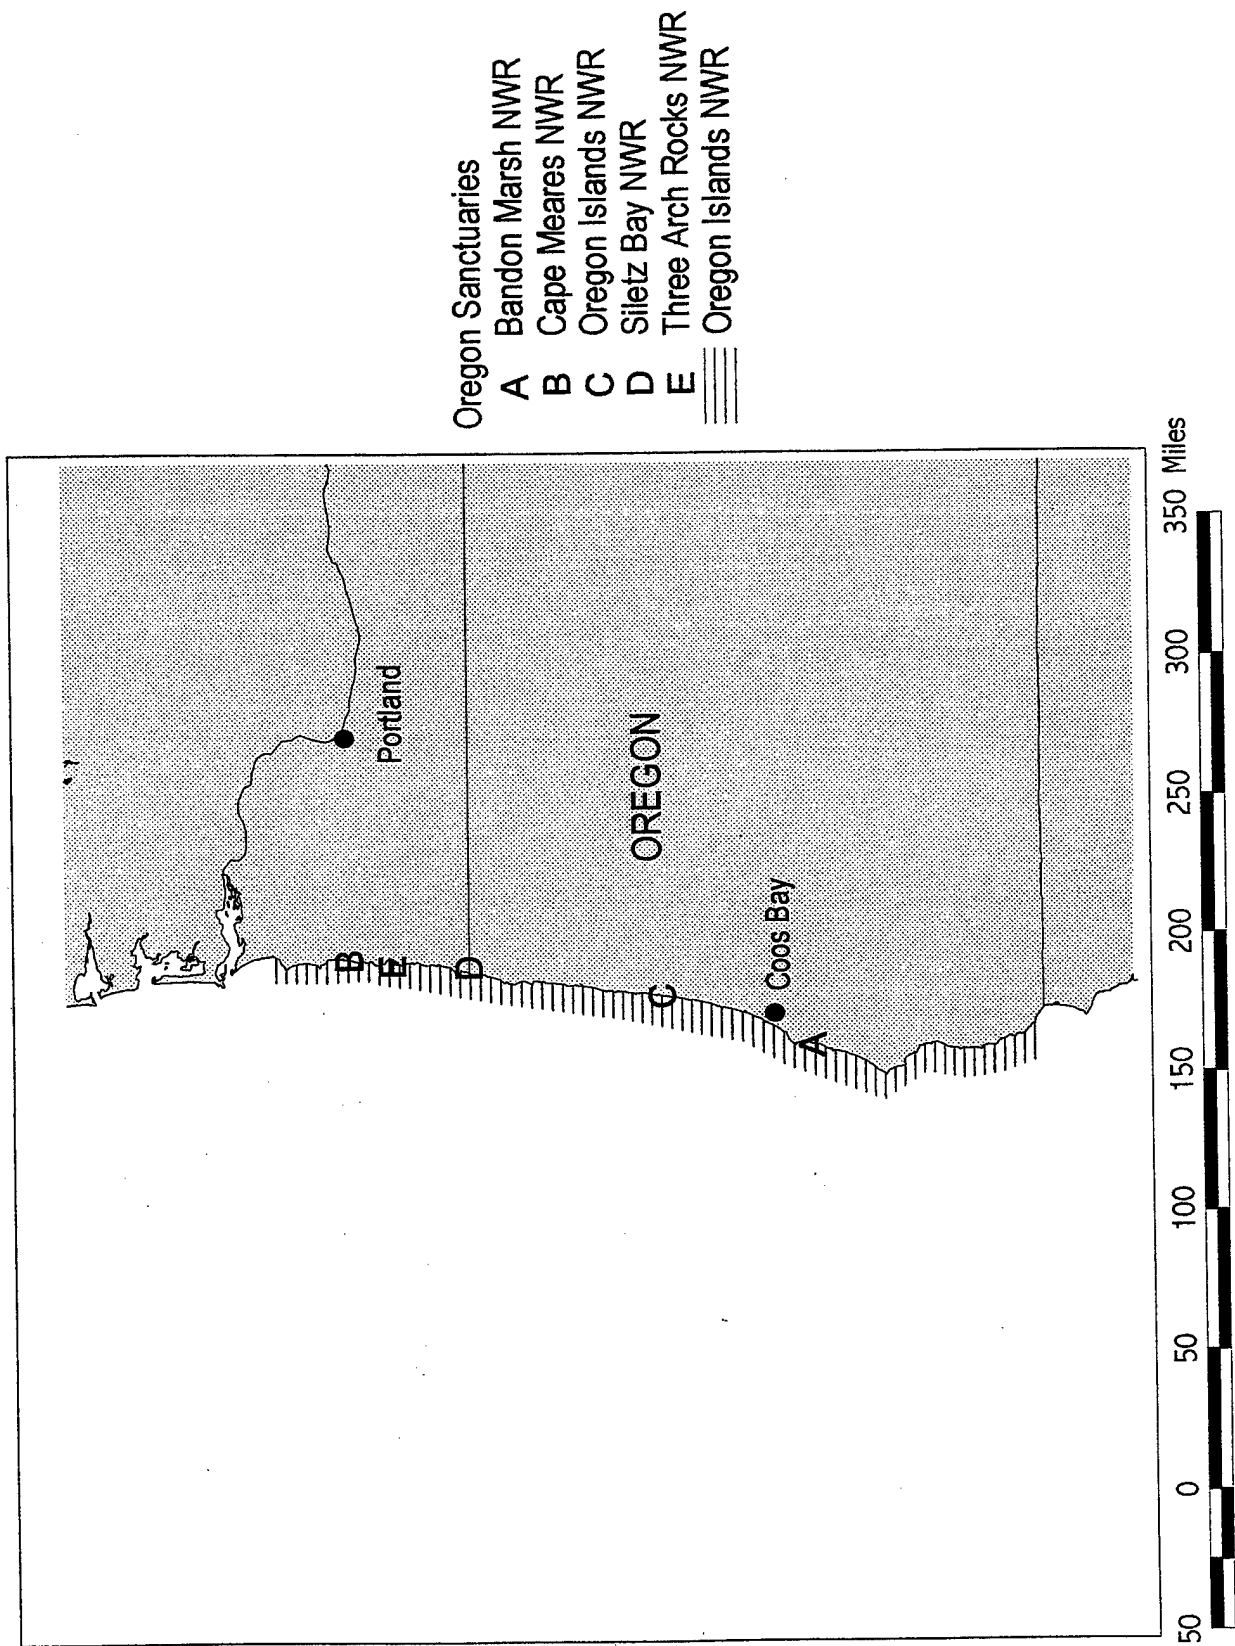 Oregon Sanctuaries
A Bandon Marsh NWR
B Cape Meares NWR
C Oregon Islands NWR
D Siletz Bay NWR
E Three Arch Rocks NWR
Oregon Islands NWR
B
Portland
E
D
OREGON
C
Coos Bay
A
50 0 50 100 150 200 250 300 350 Miles